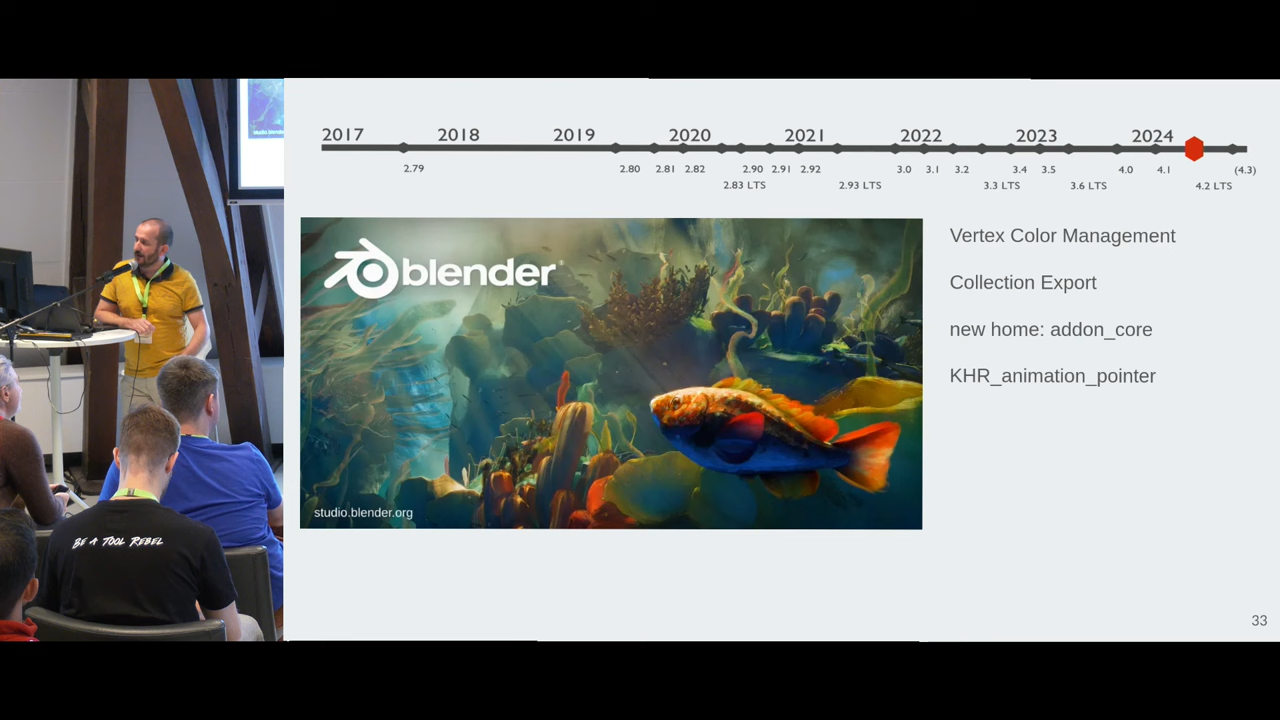 2017 2018 2019 2020 2021 2022 2023 2024
2.79 2.80 2.81 2.82 2.90 2.91 2.92 3.0 3.1 3.2 3.4 3.5 4.0 4.1 (4.3)
2.83 LTS 2.93 LTS 3.3 LTS 3.6 LTS 4.2 LTS
blender
studio.blender.org
Vertex Color Management
Collection Export
new home: addon_core
KHR_animation_pointer
BE A TOOL REBEL
33